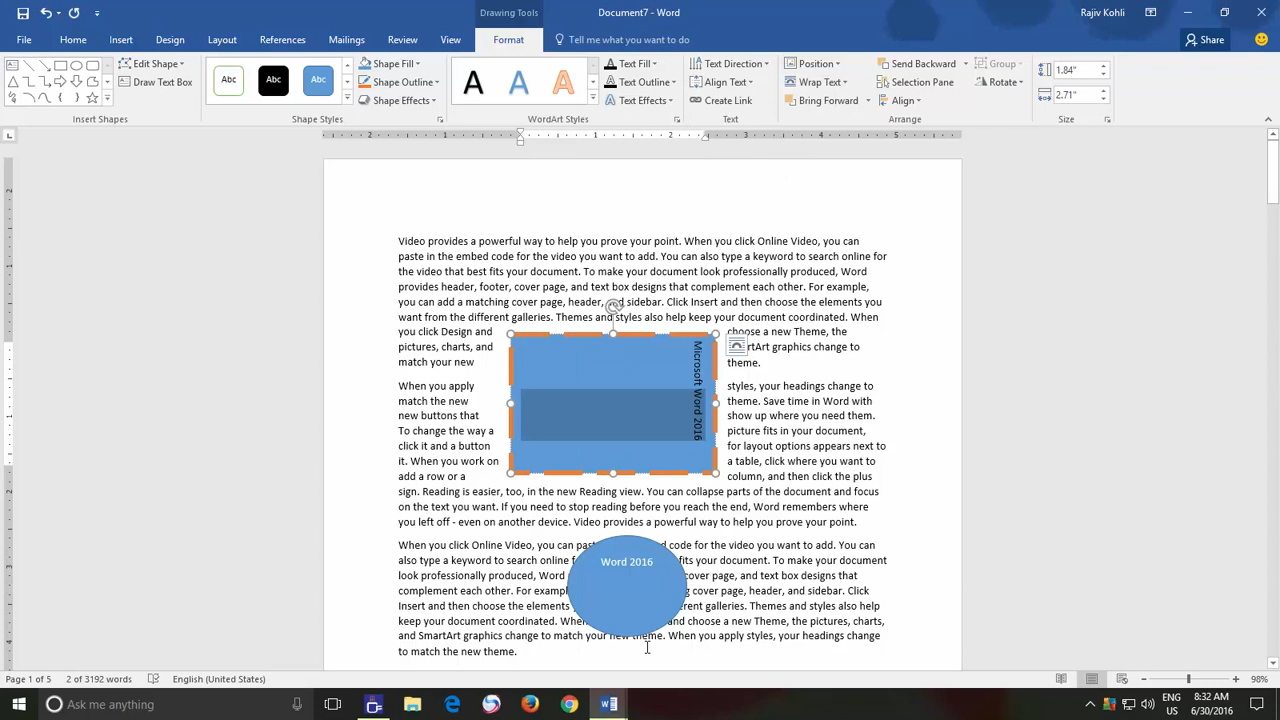 Drawing Tools
Document7 - Word
Rajiv Kohli
File Home Insert Design Layout References Mailings Review View Format Tell me what you want to do Share
Edit Shape
Draw Text Box
Insert Shapes
Abc Abc Abc
Shape Fill
Shape Outline
Shape Effects
Shape Styles
A A A
Text Fill
Text Outline
Text Effects
WordArt Styles
Text Direction
Align Text
Create Link
Text
Position
Wrap Text
Bring Forward
Send Backward
Selection Pane
Align
Group
Rotate
Arrange
1.84"
2.71"
Size
2 1 1 2 3 4 5
Video provides a powerful way to help you prove your point. When you click Online Video, you can
paste in the embed code for the video you want to add. You can also type a keyword to search online for
the video that best fits your document. To make your document look professionally produced, Word
provides header, footer, cover page, and text box designs that complement each other. For example,
you can add a matching cover page, header, and sidebar. Click Insert and then choose the elements you
want from the different galleries. Themes and styles also help keep your document coordinated. When
you click Design and choose a new Theme, the
pictures, charts, and SmartArt graphics change to
match your new theme.
When you apply styles, your headings change to
match the new theme. Save time in Word with
new buttons that show up where you need them.
To change the way a picture fits in your document,
click it and a button for layout options appears next to
it. When you work on a table, click where you want to
add a row or a column, and then click the plus
Microsoft Word 2016
sign. Reading is easier, too, in the new Reading view. You can collapse parts of the document and focus
on the text you want. If you need to stop reading before you reach the end, Word remembers where
you left off - even on another device. Video provides a powerful way to help you prove your point.
When you click Online Video, you can code for the video you want to add. You can
also type a keyword to search online fits your document. To make your document
look professionally produced, Word cover page, and text box designs that
complement each other. For example cover page, header, and sidebar. Click
Insert and then choose the elements galleries. Themes and styles also help
keep your document coordinated. When and choose a new Theme, the pictures, charts,
and SmartArt graphics change to match your new theme. When you apply styles, your headings change
to match the new theme.
Word 2016
Page 1 of 5 2 of 3192 words English (United States) 98%
Ask me anything
ENG
US
8:32 AM
6/30/2016